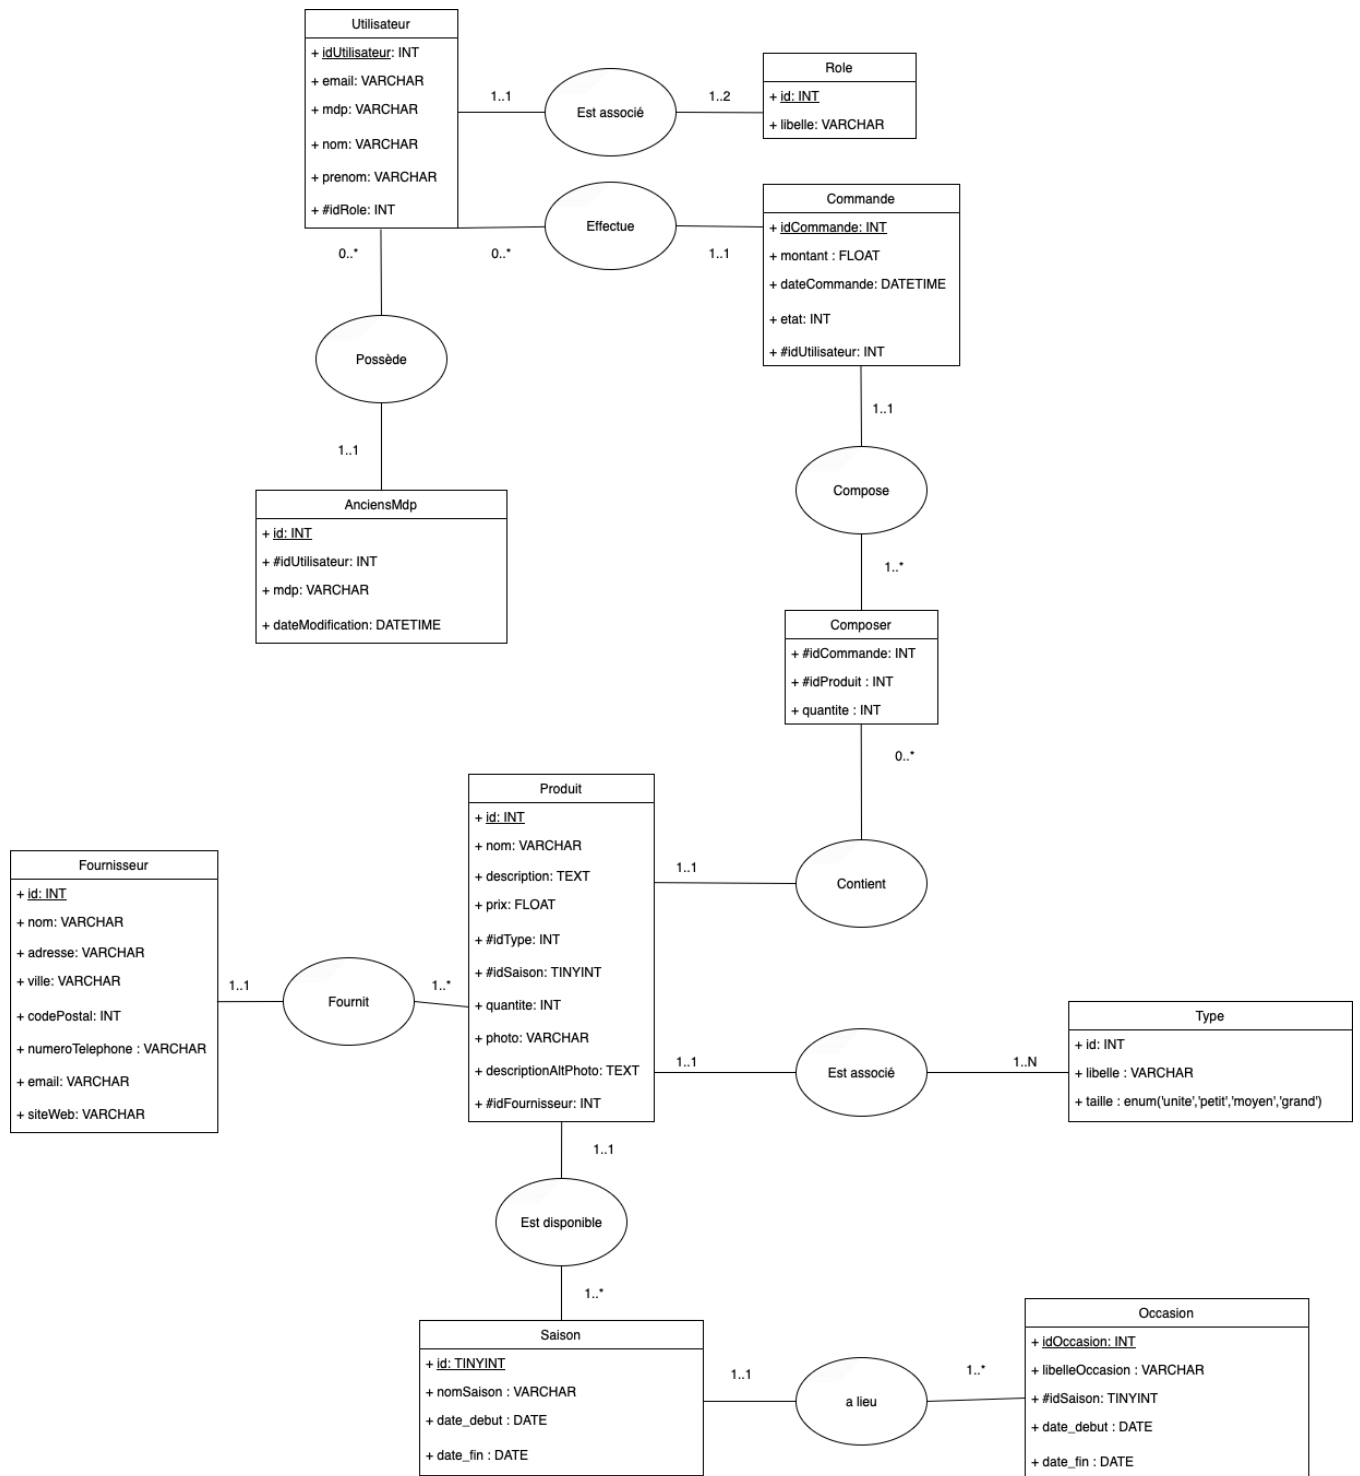 Utilisateur
+ idUtilisateur: INT
+ email: VARCHAR
+ mdp: VARCHAR
+ nom: VARCHAR
+ prenom: VARCHAR
+ #idRole: INT
1..1
Est associé
1..2
Role
+ id: INT
+ libelle: VARCHAR
0..*
Effectue
1..1
Commande
+ idCommande: INT
+ montant : FLOAT
+ dateCommande: DATETIME
+ etat: INT
+ #idUtilisateur: INT
0..*
Possède
1..1
AnciensMdp
+ id: INT
+ #idUtilisateur: INT
+ mdp: VARCHAR
+ dateModification: DATETIME
1..1
Compose
1..*
Composer
+ #idCommande: INT
+ #idProduit : INT
+ quantite : INT
0..*
Contient
1..1
Produit
+ id: INT
+ nom: VARCHAR
+ description: TEXT
+ prix: FLOAT
+ #idType: INT
+ #idSaison: TINYINT
+ quantite: INT
+ photo: VARCHAR
+ descriptionAltPhoto: TEXT
+ #idFournisseur: INT
Fournisseur
+ id: INT
+ nom: VARCHAR
+ adresse: VARCHAR
+ ville: VARCHAR
+ codePostal: INT
+ numeroTelephone : VARCHAR
+ email: VARCHAR
+ siteWeb: VARCHAR
1..1
Fournit
1..*
1..1
Est associé
1..N
Type
+ id: INT
+ libelle : VARCHAR
+ taille : enum('unite','petit','moyen','grand')
1..1
Est disponible
1..*
Saison
+ id: TINYINT
+ nomSaison : VARCHAR
+ date_debut : DATE
+ date_fin : DATE
1..1
a lieu
1..*
Occasion
+ idOccasion: INT
+ libelleOccasion : VARCHAR
+ #idSaison: TINYINT
+ date_debut : DATE
+ date_fin : DATE